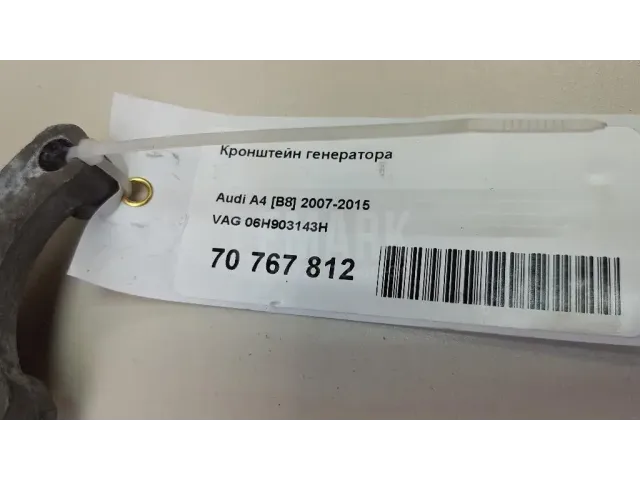 Кронштейн генератора
Audi A4 [B8] 2007-2015
VAG 06H903143H
70 767 812